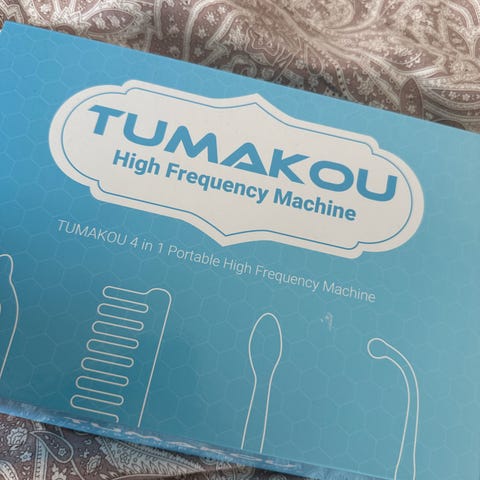 TUMAKOU
High Frequency Machine
TUMAKOU 4 in 1 Portable High Frequency Machine